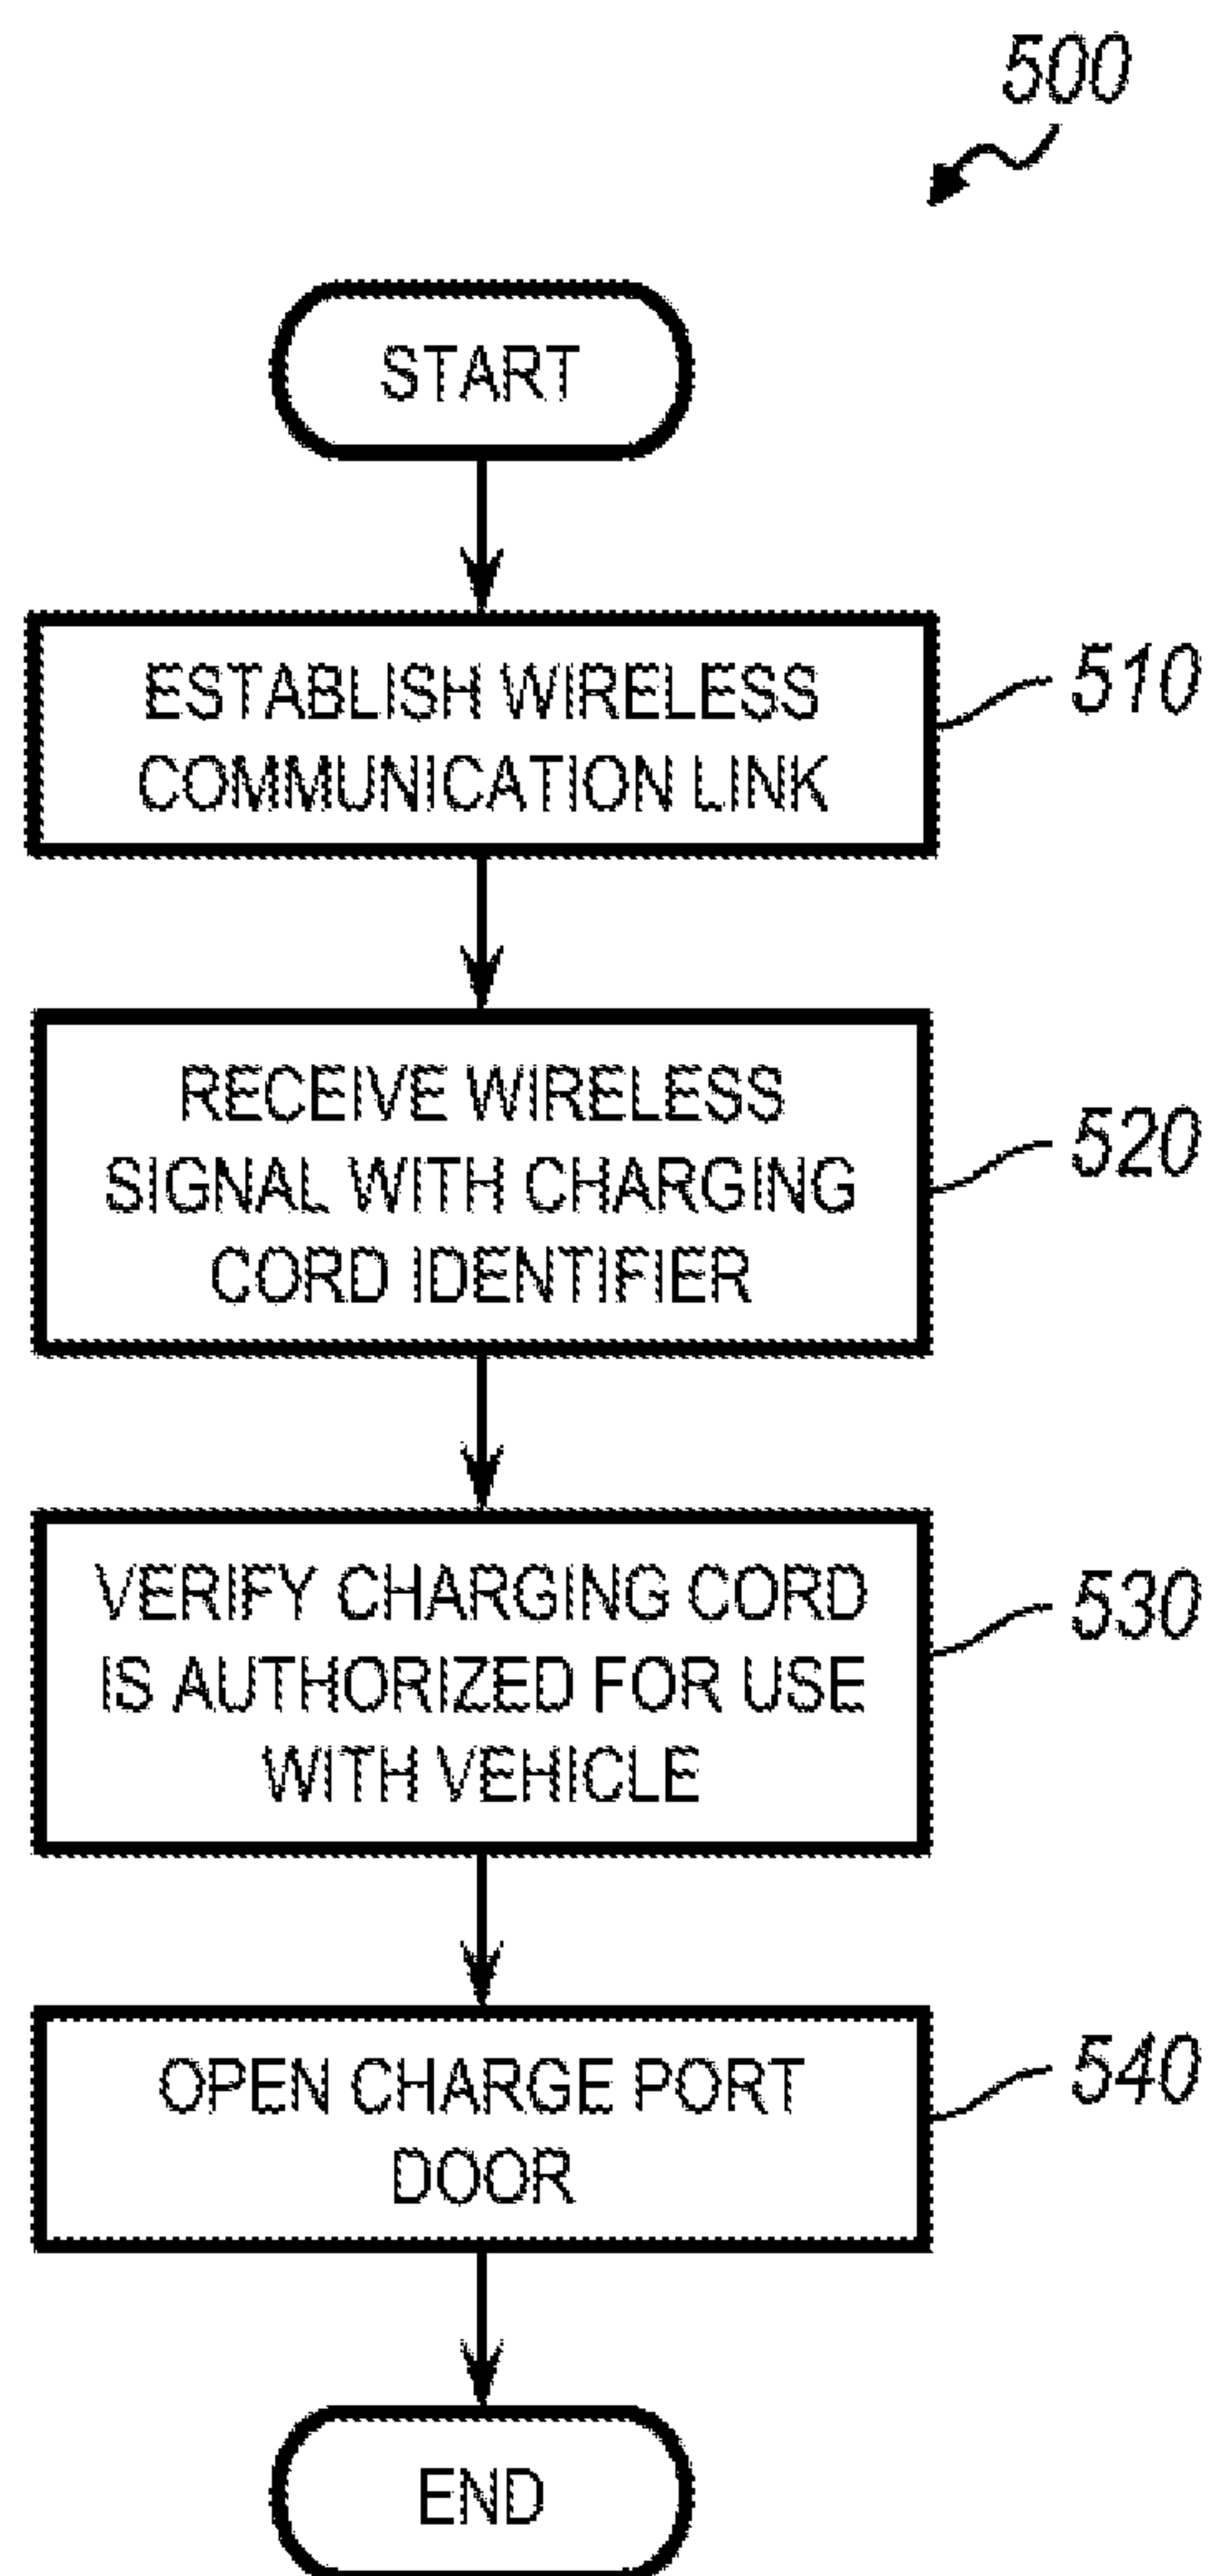 500
START
ESTABLISH WIRELESS
COMMUNICATION LINK
510
RECEIVE WIRELESS
SIGNAL WITH CHARGING
CORD IDENTIFIER
520
VERIFY CHARGING CORD
IS AUTHORIZED FOR USE
WITH VEHICLE
530
OPEN CHARGE PORT
DOOR
540
END